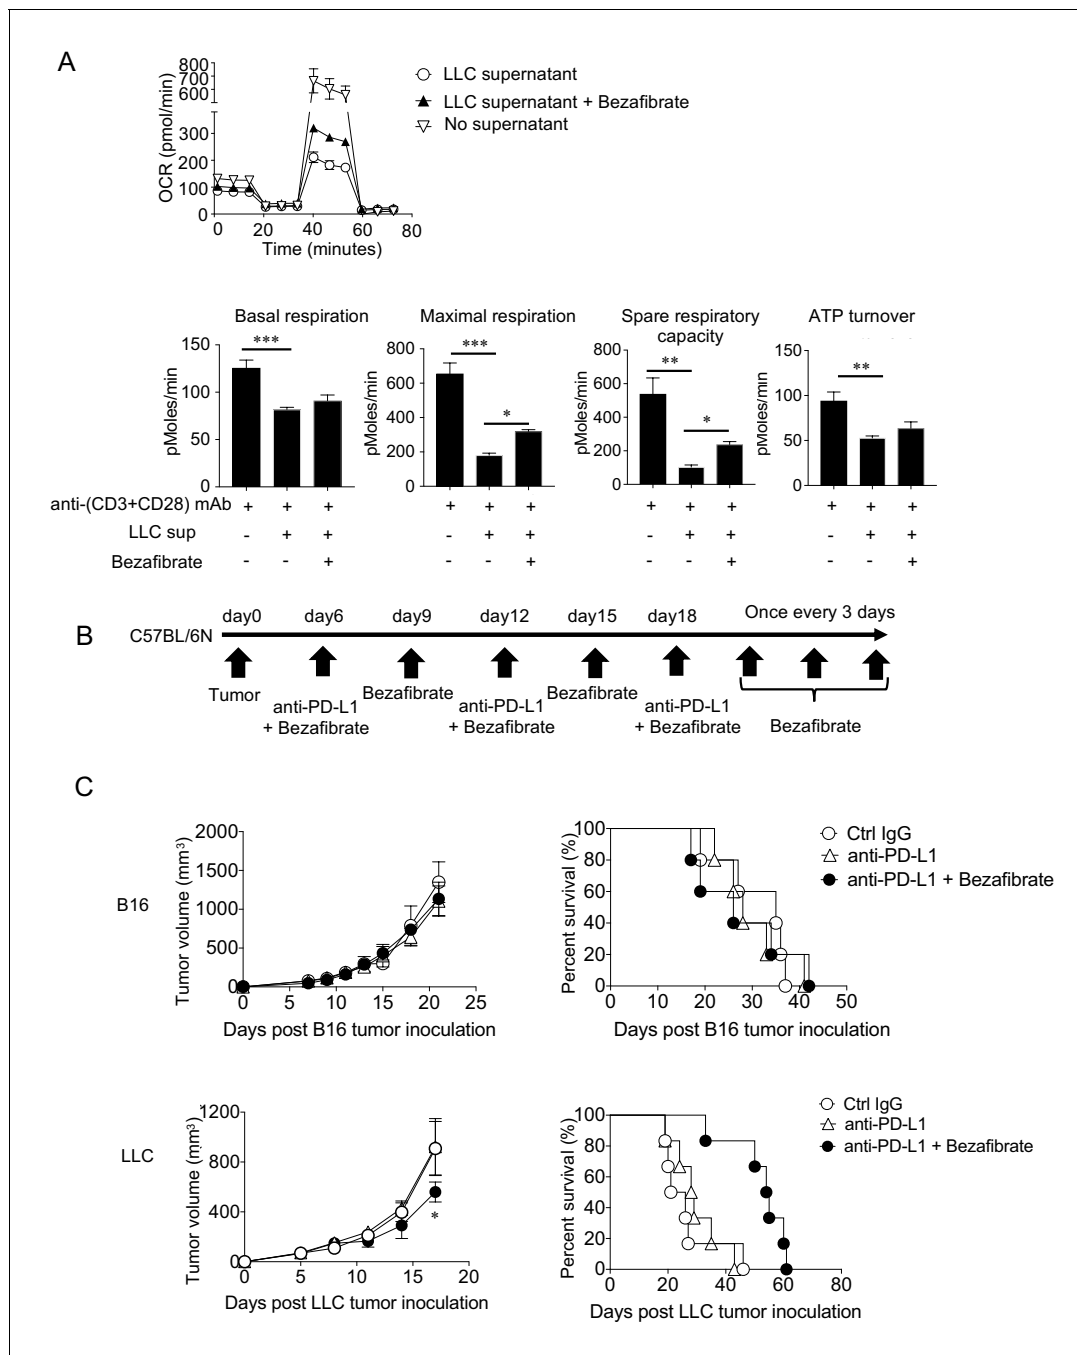 A
OCR (pmol/min)
800
700
600
300
200
100
0
0 20 40 60 80
Time (minutes)
LLC supernatant
LLC supernatant + Bezafibrate
No supernatant
Basal respiration
pMoles/min
150
100
50
0
***
Maximal respiration
pMoles/min
800
600
400
200
0
***
*
Spare respiratory
capacity
pMoles/min
800
600
400
200
0
**
*
ATP turnover
pMoles/min
150
100
50
0
**
anti-(CD3+CD28) mAb + + + + + + + + + + + +
LLC sup - + + - + + - + + - + +
Bezafibrate - - + - - + - - + - - +
B
day0 day6 day9 day12 day15 day18 Once every 3 days
C57BL/6N
Tumor
anti-PD-L1
+ Bezafibrate
Bezafibrate
anti-PD-L1
+ Bezafibrate
Bezafibrate
anti-PD-L1
+ Bezafibrate
Bezafibrate
C
B16
Tumor volume (mm³)
2000
1500
1000
500
0
0 5 10 15 20 25
Days post B16 tumor inoculation
Percent survival (%)
100
80
60
40
20
0
0 10 20 30 40 50
Days post B16 tumor inoculation
Ctrl IgG
anti-PD-L1
anti-PD-L1 + Bezafibrate
LLC
Tumor volume (mm³)
1200
800
400
0
*
0 5 10 15 20
Days post LLC tumor inoculation
Percent survival (%)
100
80
60
40
20
0
0 20 40 60 80
Days post LLC tumor inoculation
Ctrl IgG
anti-PD-L1
anti-PD-L1 + Bezafibrate